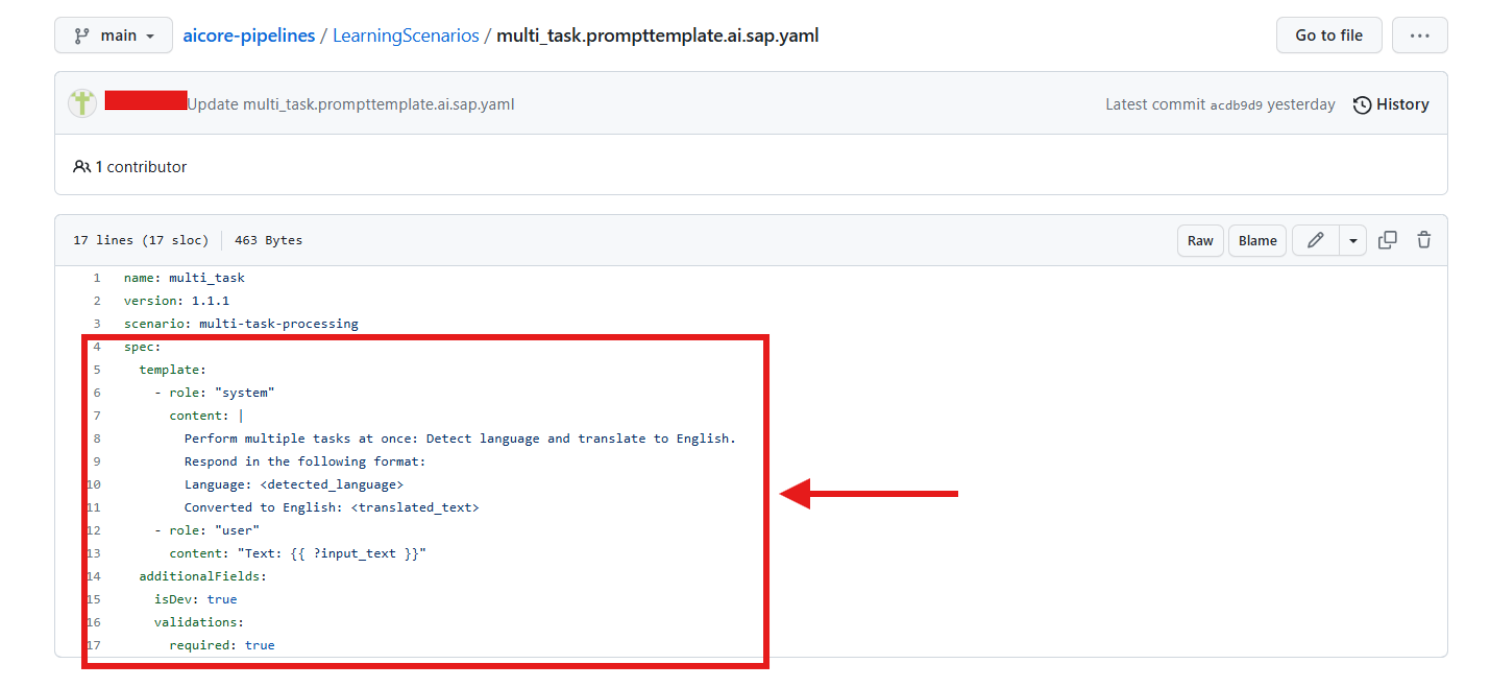 main
aicore-pipelines / LearningScenarios / multi_task.prompttemplate.ai.sap.yaml
Go to file
...
Update multi_task.prompttemplate.ai.sap.yaml
Latest commit acdb9d9 yesterday
History
1 contributor
17 lines (17 sloc) 463 Bytes
Raw
Blame
1 name: multi_task
2 version: 1.1.1
3 scenario: multi-task-processing
4 spec:
5   template:
6     - role: "system"
7       content: |
8         Perform multiple tasks at once: Detect language and translate to English.
9         Respond in the following format:
10         Language: <detected_language>
11         Converted to English: <translated_text>
12     - role: "user"
13       content: "Text: {{ ?input_text }}"
14   additionalFields:
15     isDev: true
16     validations:
17       required: true